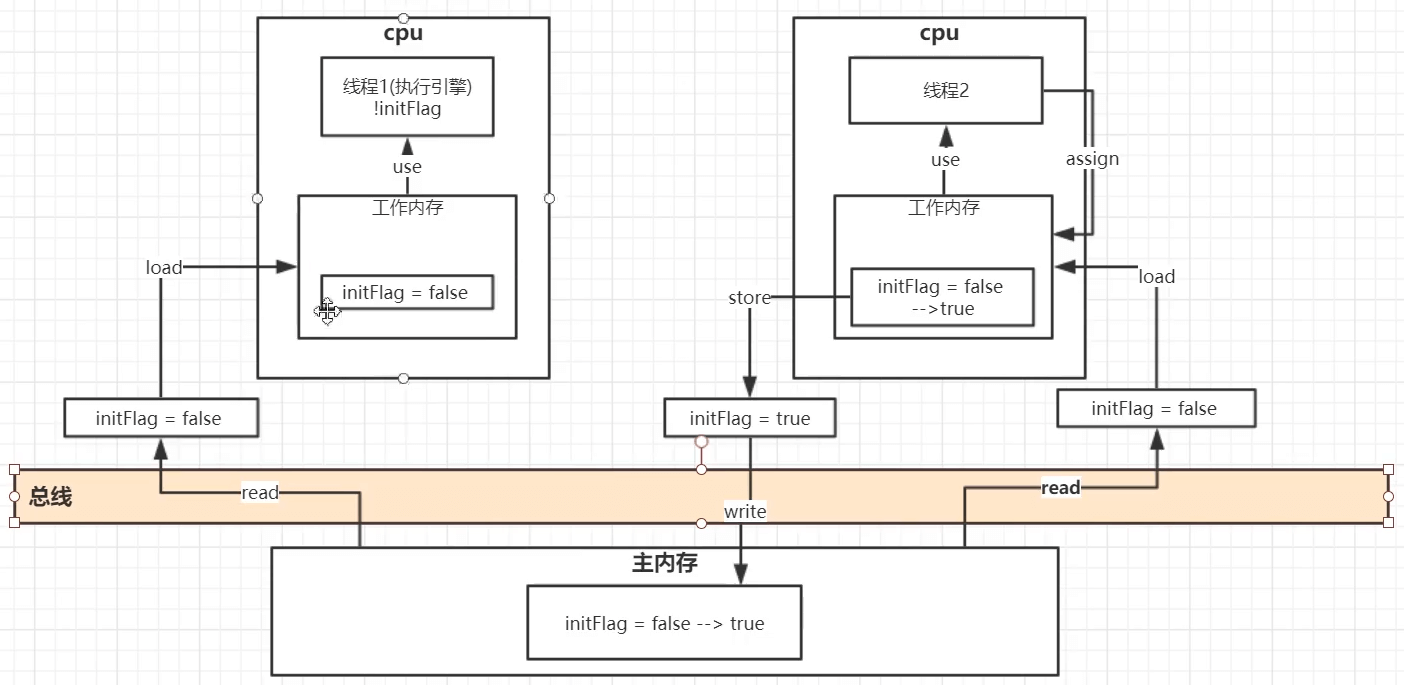 cpu
线程1(执行引擎)
!initFlag
use
工作内存
initFlag = false
load
initFlag = false
cpu
线程2
use
assign
工作内存
initFlag = false
-->true
store
load
initFlag = true
initFlag = false
总线
read
write
read
主内存
initFlag = false --> true